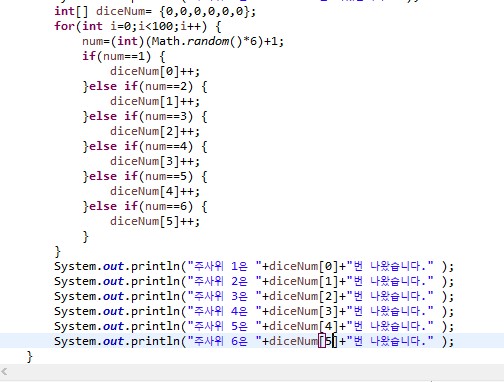 int[] diceNum= {0,0,0,0,0,0};
for(int i=0;i<100;i++) {
num=(int)(Math.random()*6)+1;
if(num==1) {
diceNum[0]++;
}else if(num==2) {
diceNum[1]++;
}else if(num==3) {
diceNum[2]++;
}else if(num==4) {
diceNum[3]++;
}else if(num==5) {
diceNum[4]++;
}else if(num==6) {
diceNum[5]++;
}
}
System.out.println("주사위 1은 "+diceNum[0]+"번 나왔습니다." );
System.out.println("주사위 2은 "+diceNum[1]+"번 나왔습니다." );
System.out.println("주사위 3은 "+diceNum[2]+"번 나왔습니다." );
System.out.println("주사위 4은 "+diceNum[3]+"번 나왔습니다." );
System.out.println("주사위 5은 "+diceNum[4]+"번 나왔습니다." );
System.out.println("주사위 6은 "+diceNum[5]+"번 나왔습니다." );
}